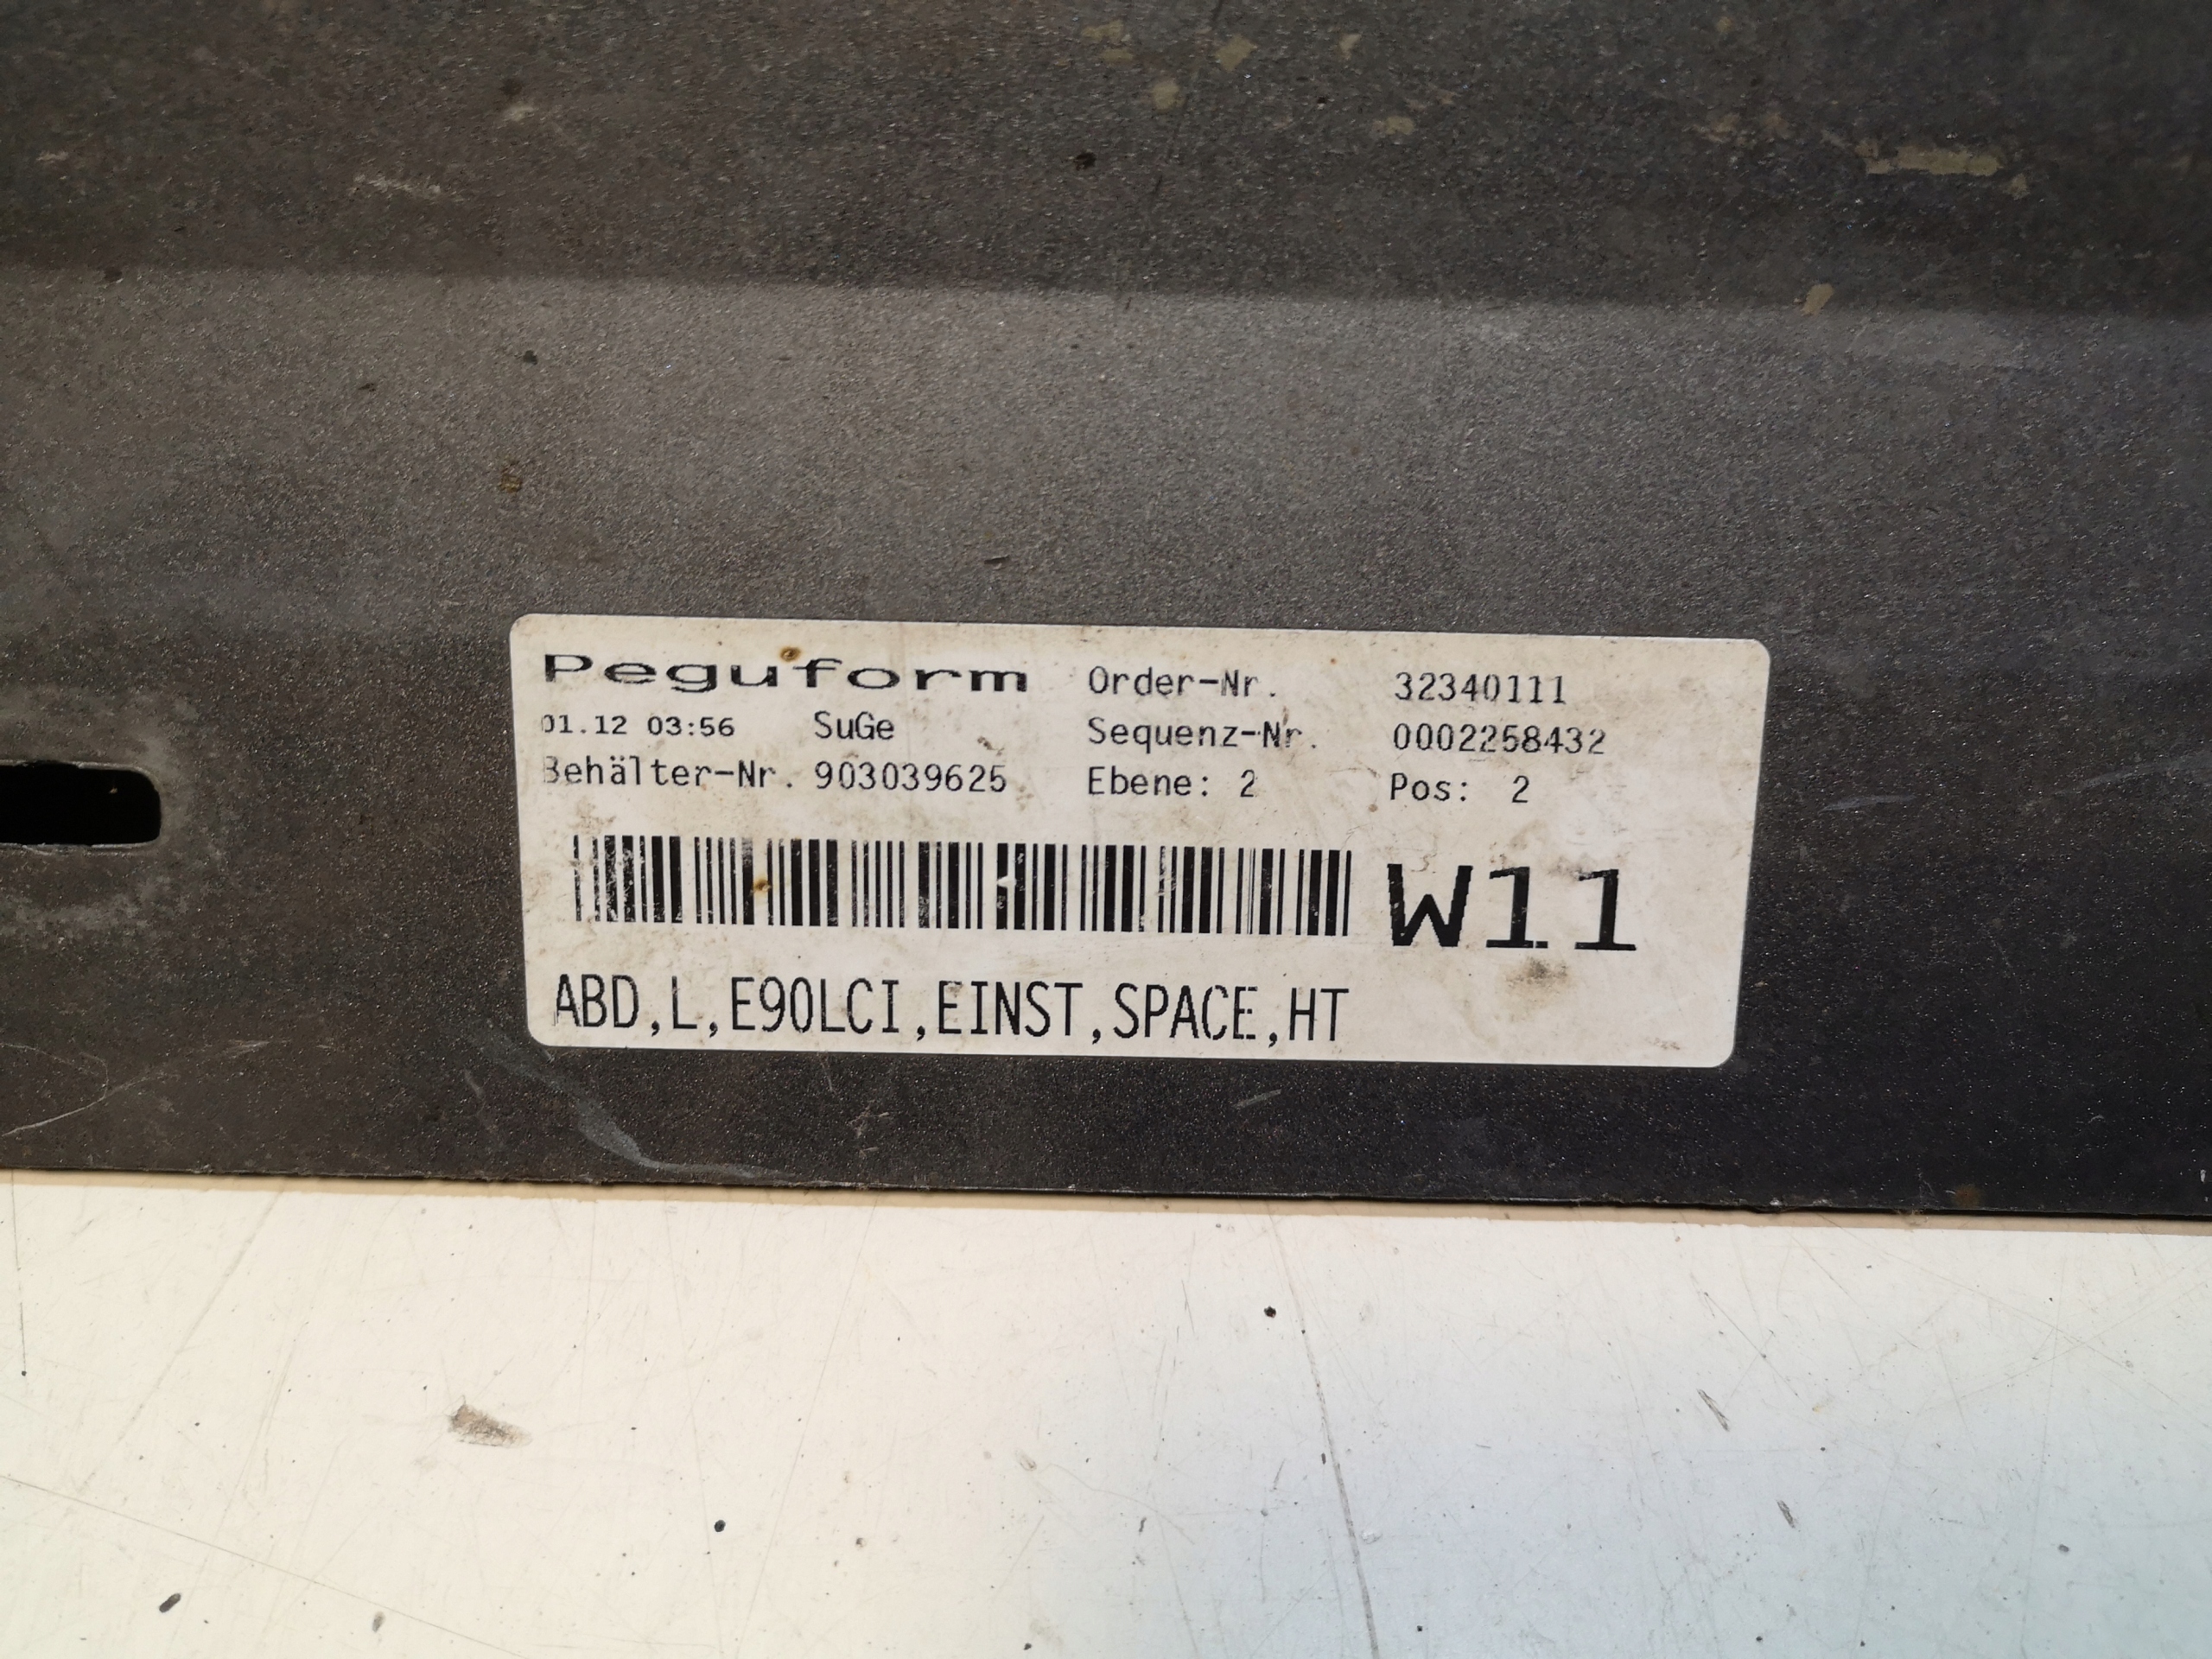 Peguform Order-Nr. 32340111
01.12 03:56 SuGe Sequenz-Nr. 0002258432
Behälter-Nr. 903039625 Ebene: 2 Pos: 2
W11
ABD,L,E90LCI,EINST,SPACE,HT